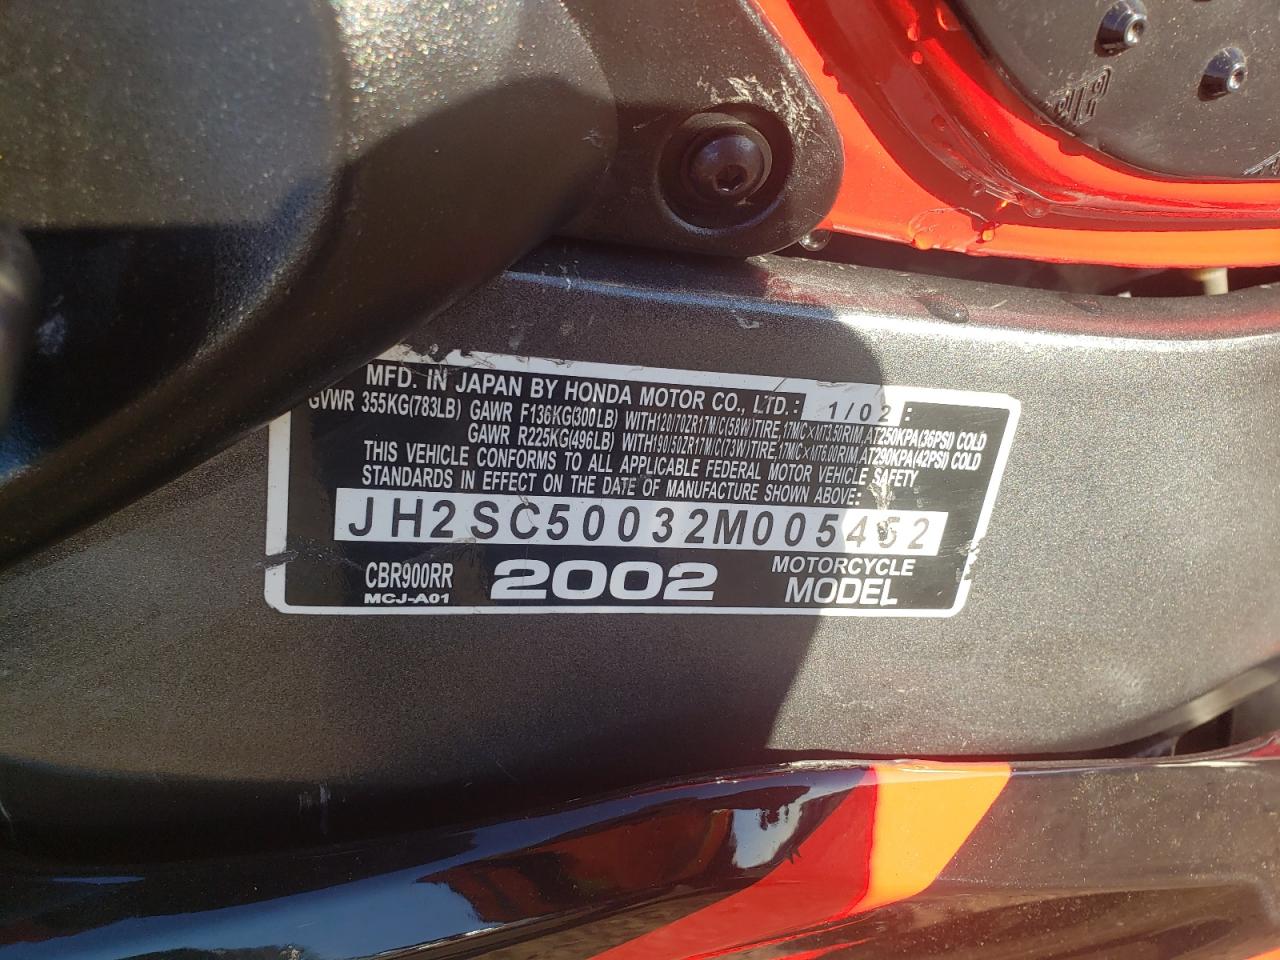 MFD. IN JAPAN BY HONDA MOTOR CO., LTD.: 1/02:
GVWR 355KG(783LB) GAWR F136KG(300LB) WITH120/70ZR17M/C(58W)TIRE,17M/C×MT3.50RIM,AT250KPA(36PSI) COLD
GAWR R225KG(496LB) WITH190/50ZR17M/C(73W)TIRE,17M/C×MT6.00RIM,AT290KPA(42PSI) COLD
THIS VEHICLE CONFORMS TO ALL APPLICABLE FEDERAL MOTOR VEHICLE SAFETY
STANDARDS IN EFFECT ON THE DATE OF MANUFACTURE SHOWN ABOVE:
CBR900RR 2002 MOTORCYCLE
MCJ-A01 MODEL